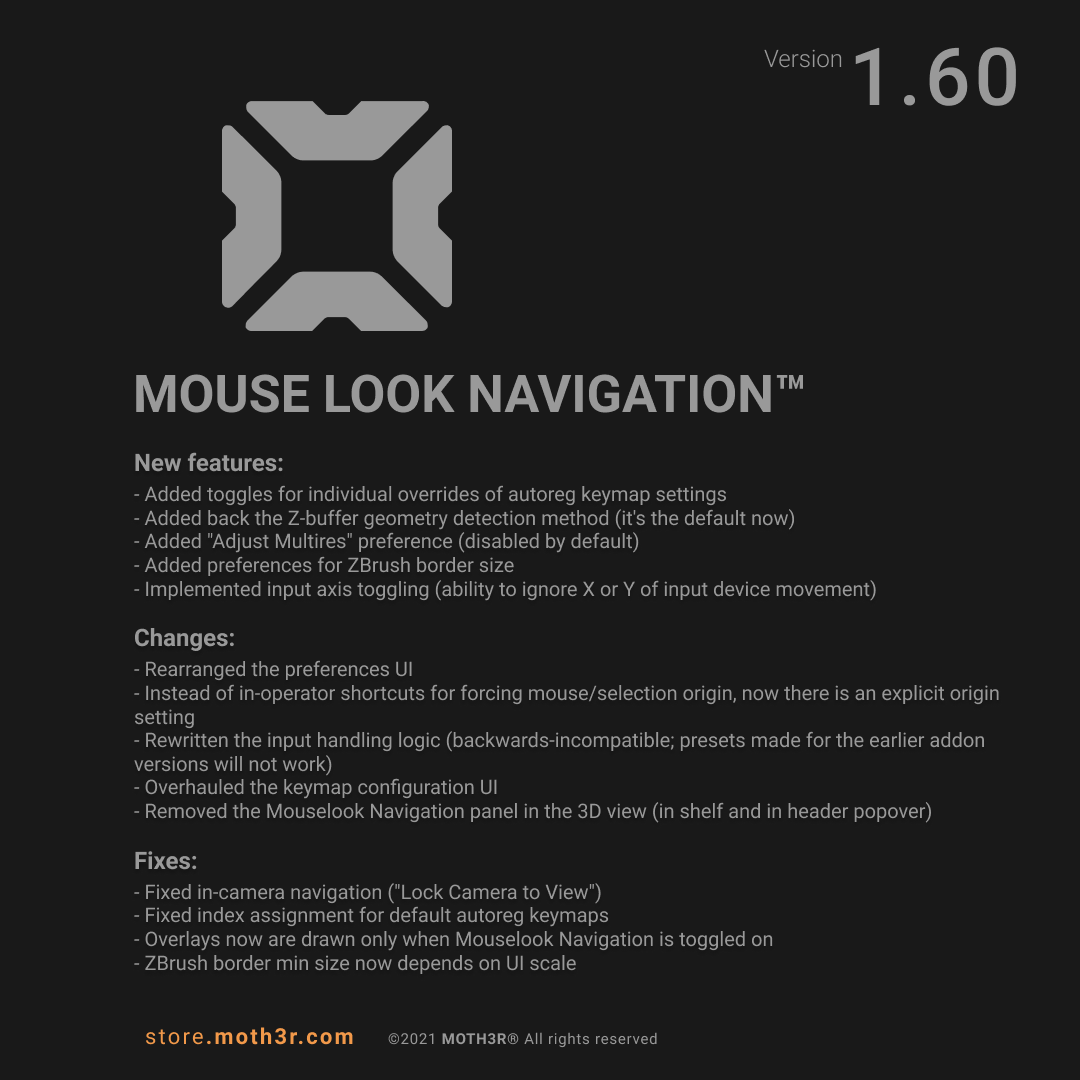 Version 1.60
MOUSE LOOK NAVIGATION™
New features:
- Added toggles for individual overrides of autoreg keymap settings
- Added back the Z-buffer geometry detection method (it's the default now)
- Added "Adjust Multires" preference (disabled by default)
- Added preferences for ZBrush border size
- Implemented input axis toggling (ability to ignore X or Y of input device movement)
Changes:
- Rearranged the preferences UI
- Instead of in-operator shortcuts for forcing mouse/selection origin, now there is an explicit origin
setting
- Rewritten the input handling logic (backwards-incompatible; presets made for the earlier addon
versions will not work)
- Overhauled the keymap configuration UI
- Removed the Mouselook Navigation panel in the 3D view (in shelf and in header popover)
Fixes:
- Fixed in-camera navigation ("Lock Camera to View")
- Fixed index assignment for default autoreg keymaps
- Overlays now are drawn only when Mouselook Navigation is toggled on
- ZBrush border min size now depends on UI scale
store.moth3r.com ©2021 MOTH3R® All rights reserved